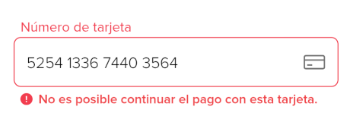 Número de tarjeta
5254 1336 7440 3564
No es posible continuar el pago con esta tarjeta.